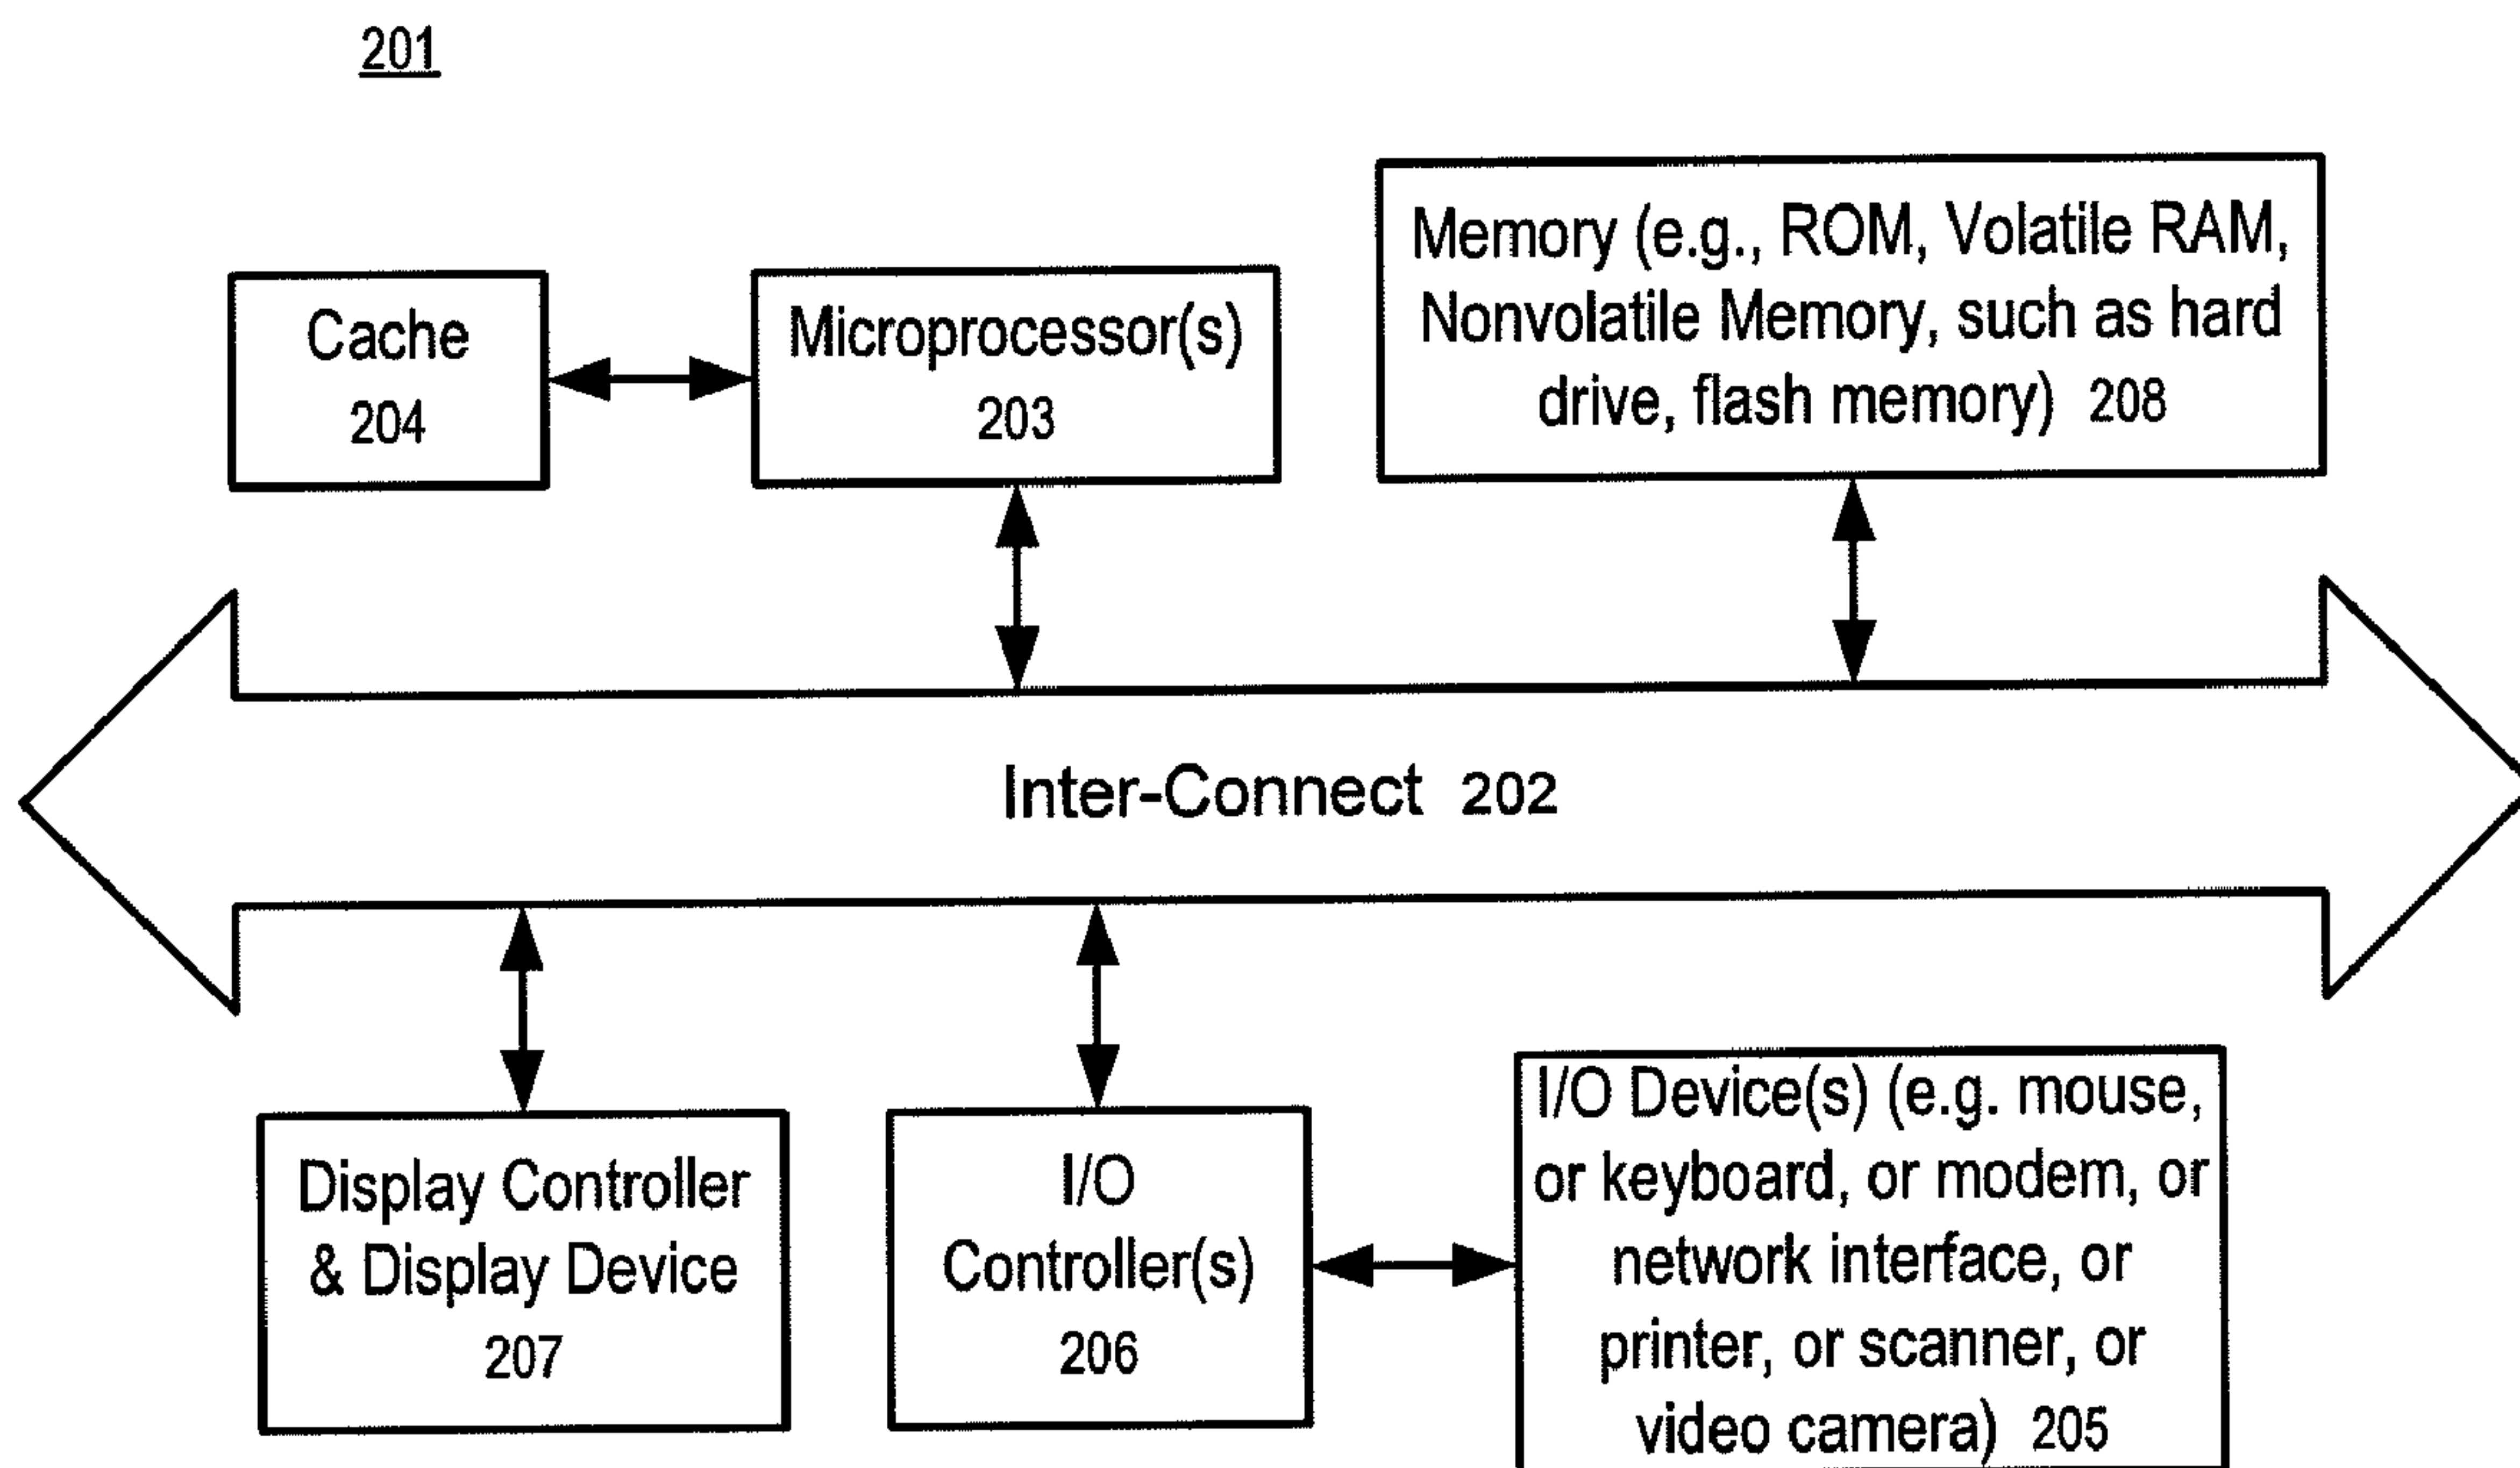 201
Cache
204
Microprocessor(s)
203
Memory (e.g., ROM, Volatile RAM,
Nonvolatile Memory, such as hard
drive, flash memory) 208
Inter-Connect 202
Display Controller
& Display Device
207
I/O
Controller(s)
206
I/O Device(s) (e.g. mouse,
or keyboard, or modem, or
network interface, or
printer, or scanner, or
video camera) 205